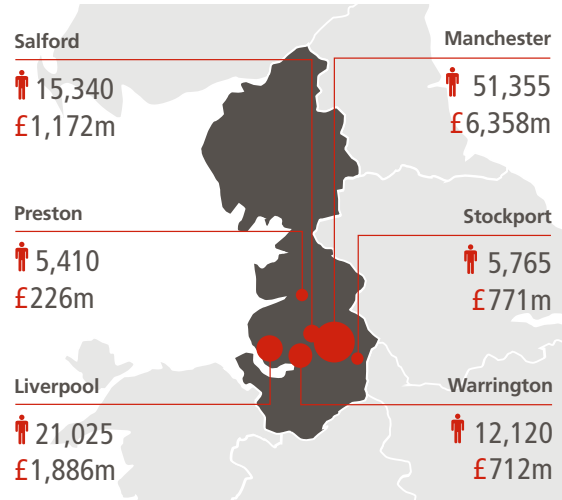 Salford
15,340
£1,172m
Manchester
51,355
£6,358m
Preston
5,410
£226m
Stockport
5,765
£771m
Liverpool
21,025
£1,886m
Warrington
12,120
£712m